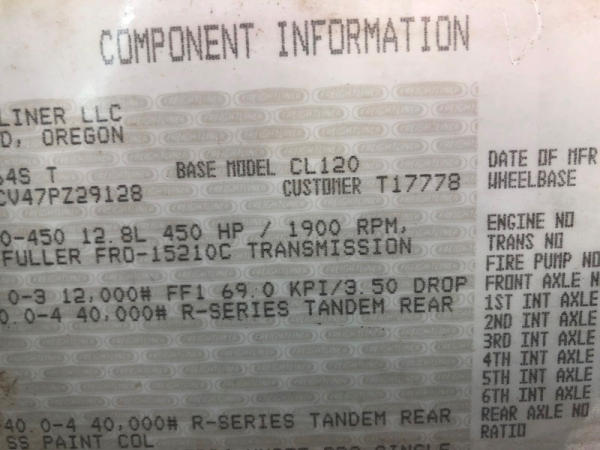 COMPONENT INFORMATION
LINER LLC
D, OREGON
64S T BASE MODEL CL120
CV47PZ29128 CUSTOMER T17778
0-450 12.8L 450 HP / 1900 RPM,
FULLER FRO-15210C TRANSMISSION
0-3 12,000# FF1 69.0 KPI/3.50 DROP
0.0-4 40,000# R-SERIES TANDEM REAR
40.0-4 40,000# R-SERIES TANDEM REAR
SS PAINT COL
SINGLE
DATE OF MFR
WHEELBASE
ENGINE NO
TRANS NO
FIRE PUMP NO
FRONT AXLE N
1ST INT AXLE
2ND INT AXLE
3RD INT AXLE
4TH INT AXLE
5TH INT AXLE
6TH INT AXLE
REAR AXLE NO
RATIO